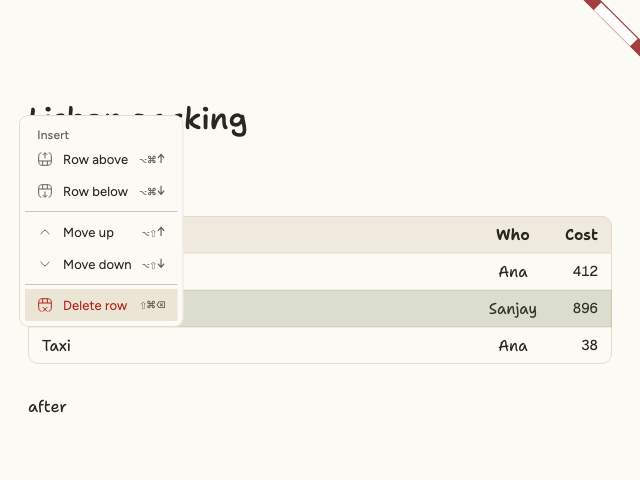 Insert
Row above ⌥⌘↑
Row below ⌥⌘↓
Move up ⌥⇧↑
Move down ⌥⇧↓
Delete row ⇧⌘⌫
Who Cost
Ana 412
Sanjay 896
Taxi Ana 38
after